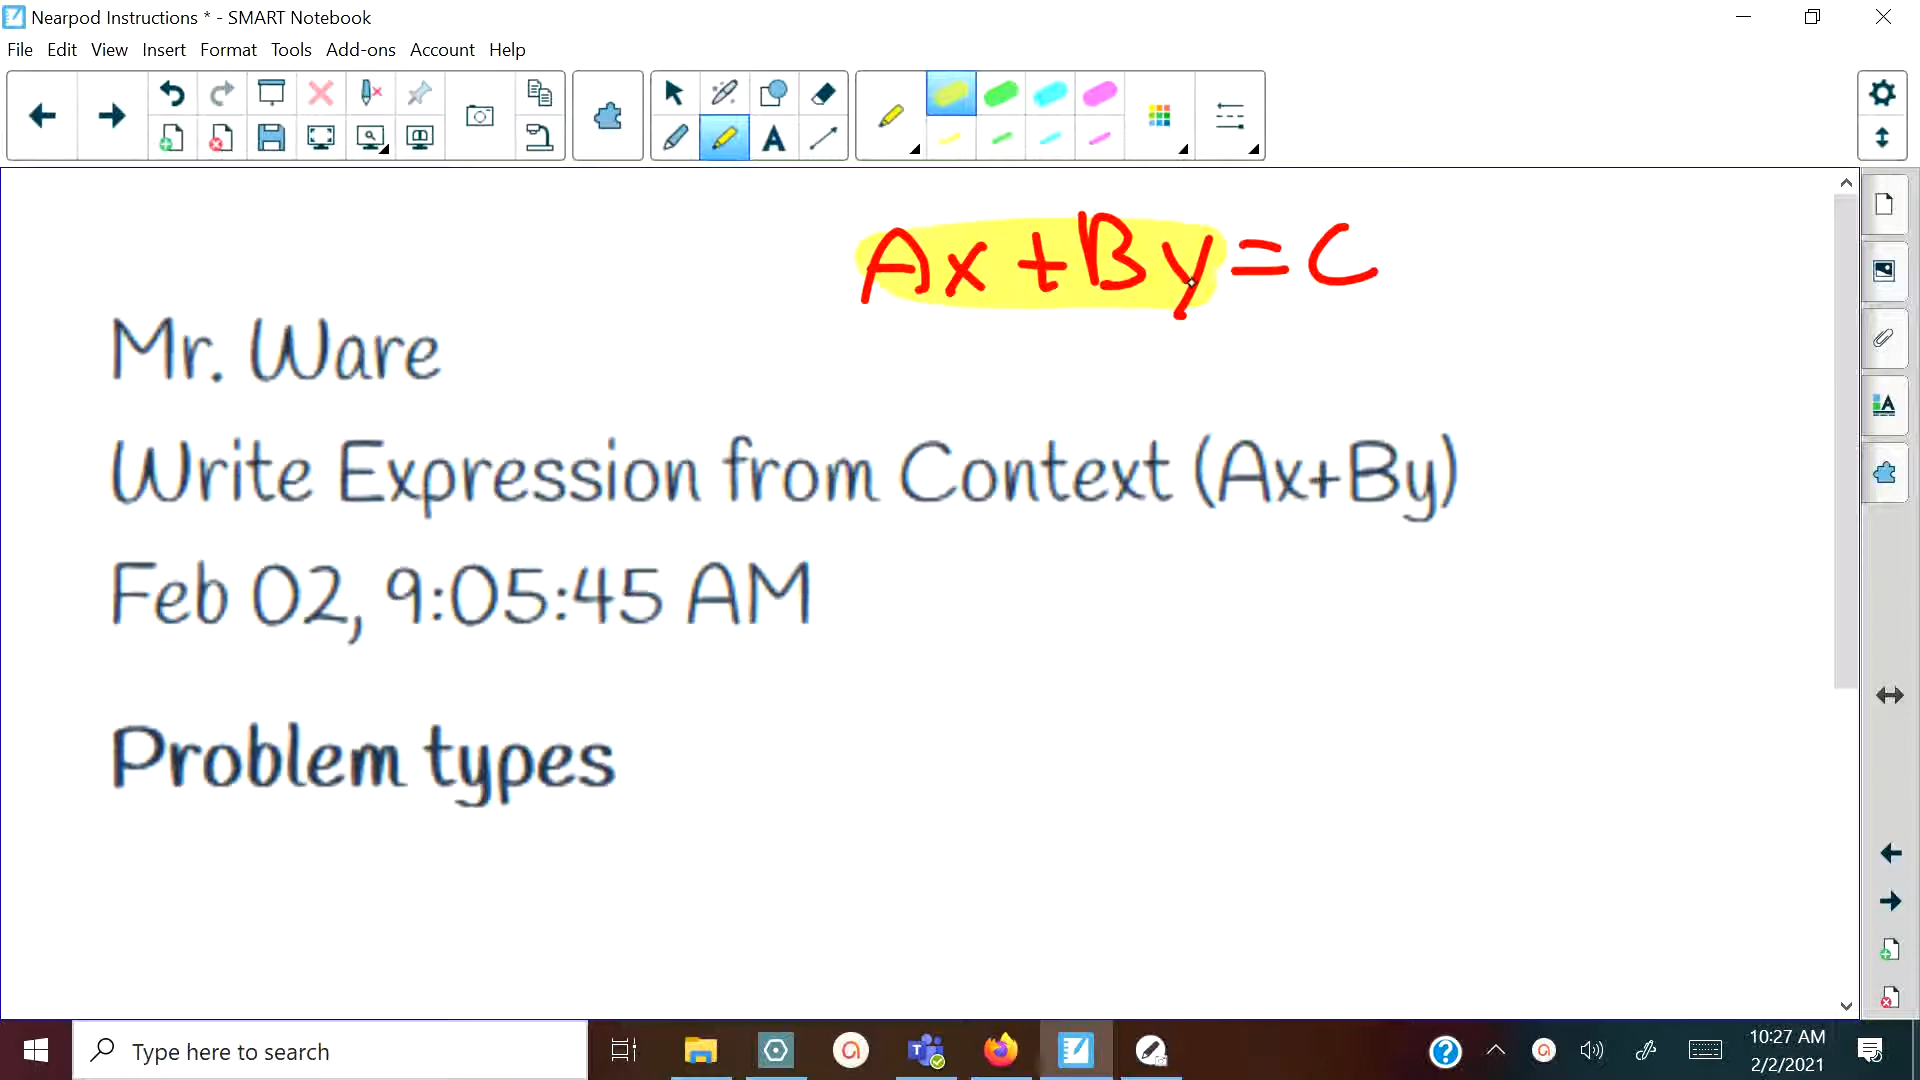 Nearpod Instructions * - SMART Notebook
File Edit View Insert Format Tools Add-ons Account Help
Ax+By=C
Mr. Ware
Write Expression from Context (Ax+By)
Feb 02, 9:05:45 AM
Problem types
Type here to search
10:27 AM
2/2/2021